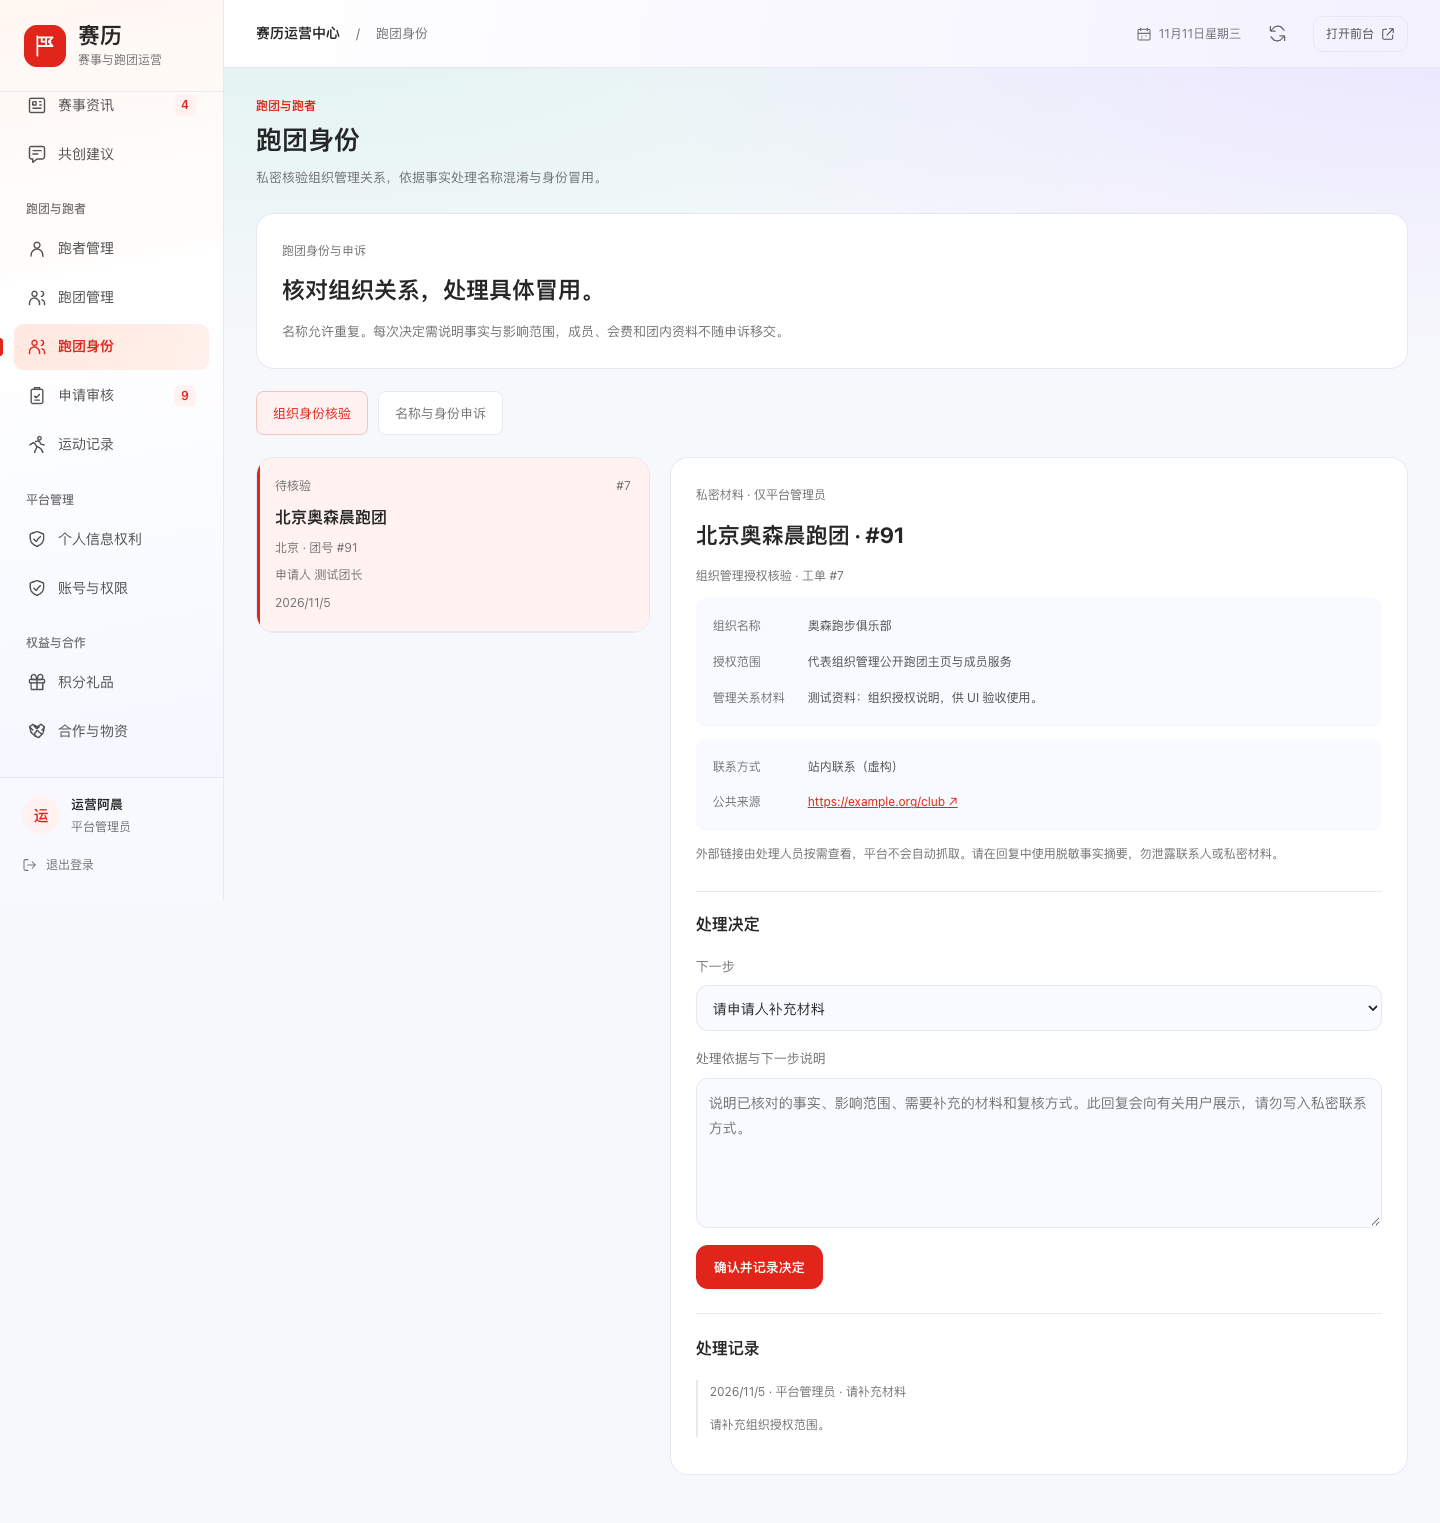 赛历
赛事与跑团运营
赛事资讯 4
共创建议
跑团与跑者
跑者管理
跑团管理
跑团身份
申请审核 9
运动记录
平台管理
个人信息权利
账号与权限
权益与合作
积分礼品
合作与物资
运 运营阿晨
平台管理员
退出登录
赛历运营中心 / 跑团身份
11月11日星期三
打开前台
跑团与跑者
跑团身份
私密核验组织管理关系，依据事实处理名称混淆与身份冒用。
跑团身份与申诉
核对组织关系，处理具体冒用。
名称允许重复。每次决定需说明事实与影响范围，成员、会费和团内资料不随申诉移交。
组织身份核验 名称与身份申诉
待核验 #7
北京奥森晨跑团
北京 · 团号 #91
申请人 测试团长
2026/11/5
私密材料 · 仅平台管理员
北京奥森晨跑团 · #91
组织管理授权核验 · 工单 #7
组织名称 奥森跑步俱乐部
授权范围 代表组织管理公开跑团主页与成员服务
管理关系材料 测试资料：组织授权说明，供 UI 验收使用。
联系方式 站内联系（虚构）
公共来源 https://example.org/club ↗
外部链接由处理人员按需查看，平台不会自动抓取。请在回复中使用脱敏事实摘要，勿泄露联系人或私密材料。
处理决定
下一步
请申请人补充材料
处理依据与下一步说明
说明已核对的事实、影响范围、需要补充的材料和复核方式。此回复会向有关用户展示，请勿写入私密联系
方式。
确认并记录决定
处理记录
2026/11/5 · 平台管理员 · 请补充材料
请补充组织授权范围。